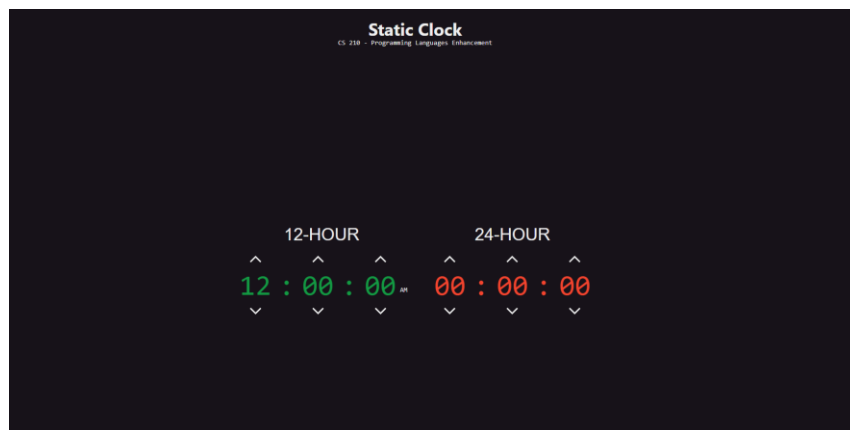 Static Clock
CS 210 - Programming Languages Enhancement
12-HOUR
24-HOUR
12 : 00 : 00 AM
00 : 00 : 00